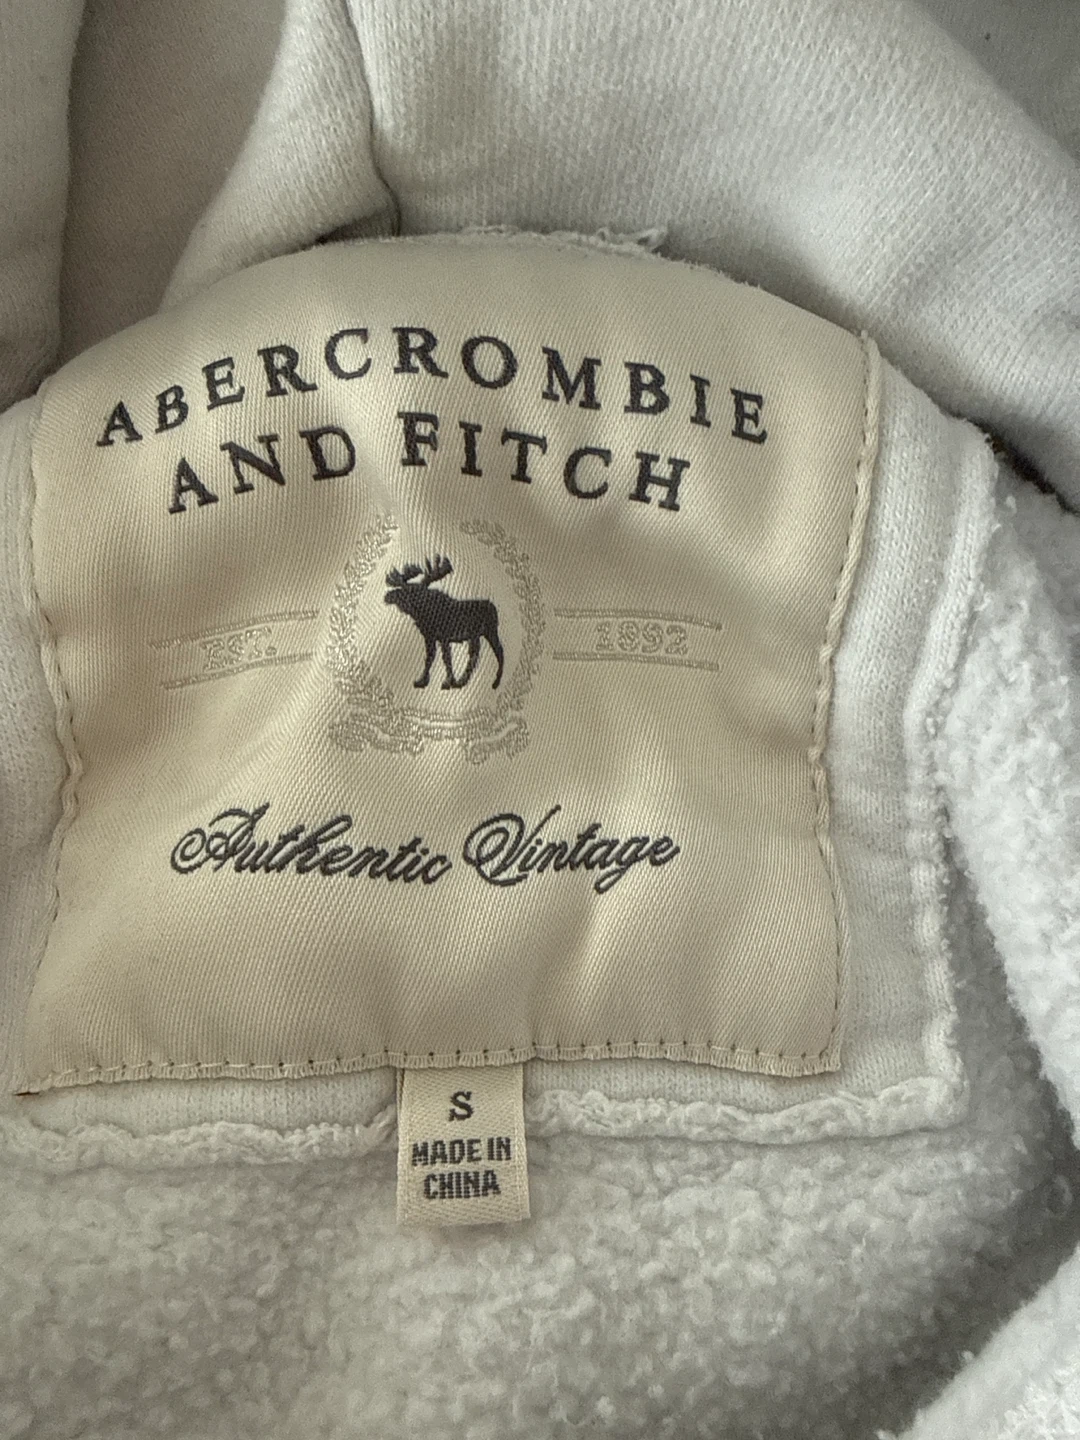 ABERCROMBIE
AND FITCH
EST. 1892
Authentic Vintage
S
MADE IN
CHINA